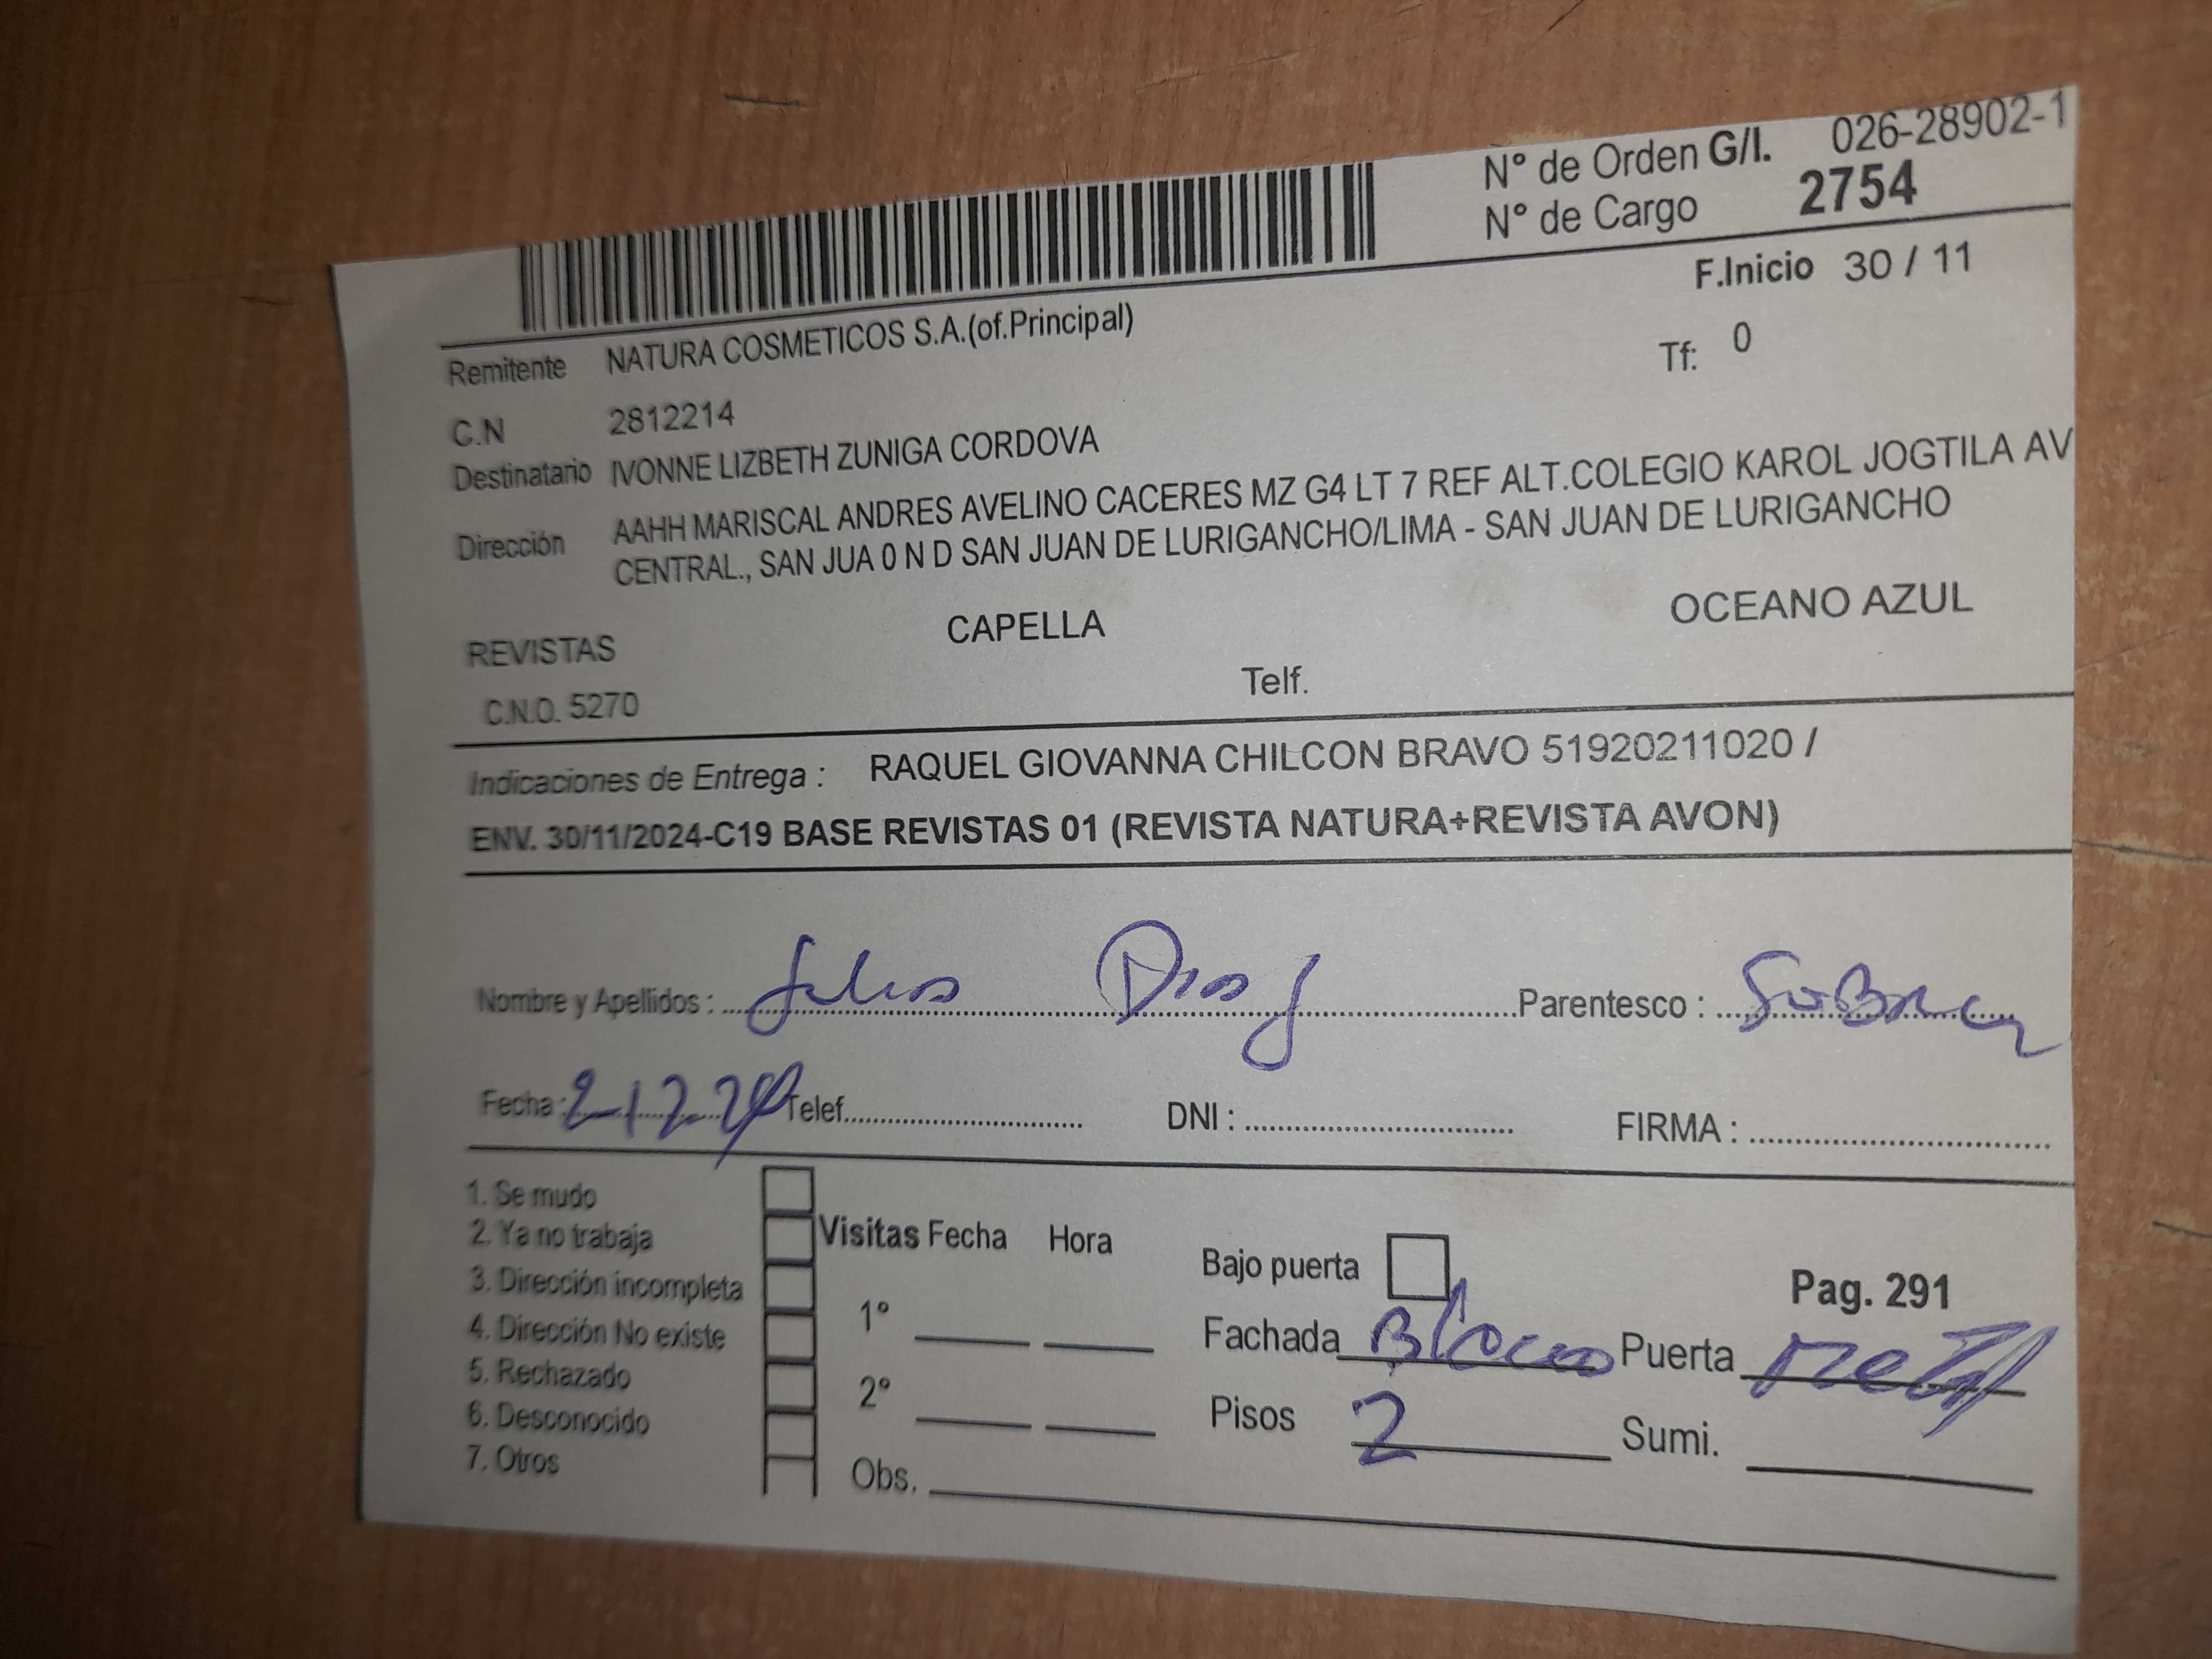 N° de Orden G/I. 026-28902-1
N° de Cargo 2754
F.Inicio 30 / 11
Remitente NATURA COSMETICOS S.A.(of.Principal)
Tf: 0
C.N 2812214
Destinatario IVONNE LIZBETH ZUNIGA CORDOVA
Dirección AAHH MARISCAL ANDRES AVELINO CACERES MZ G4 LT 7 REF ALT.COLEGIO KAROL JOGTILA AV
CENTRAL., SAN JUA 0 N D SAN JUAN DE LURIGANCHO/LIMA - SAN JUAN DE LURIGANCHO
REVISTAS CAPELLA OCEANO AZUL
C.N.O. 5270 Telf.
Indicaciones de Entrega : RAQUEL GIOVANNA CHILCON BRAVO 51920211020 /
ENV. 30/11/2024-C19 BASE REVISTAS 01 (REVISTA NATURA+REVISTA AVON)
Nombre y Apellidos : Parentesco :
Fecha : 2-12-24 Telef. DNI : FIRMA :
1. Se mudo
2. Ya no trabaja
3. Dirección incompleta
4. Dirección No existe
5. Rechazado
6. Desconocido
7. Otros
Visitas Fecha Hora
1°
2°
Obs.
Bajo puerta
Pag. 291
Fachada Blanco Puerta Metal
Pisos 2 Sumi.